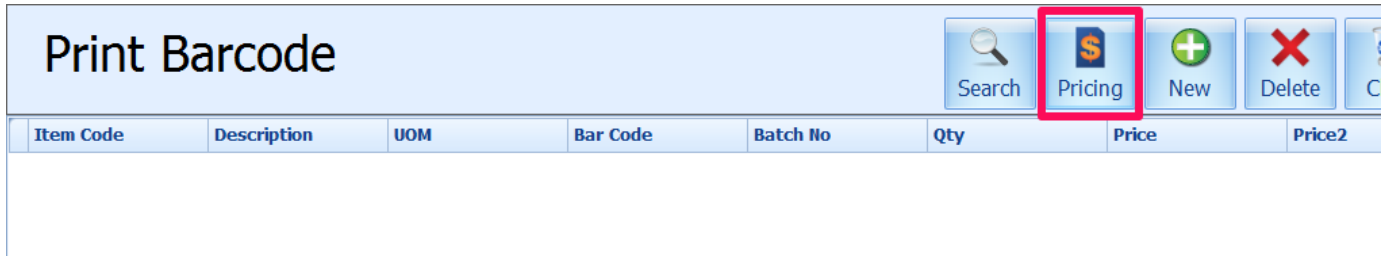 Print Barcode
Search Pricing New Delete
Item Code Description UOM Bar Code Batch No Qty Price Price2